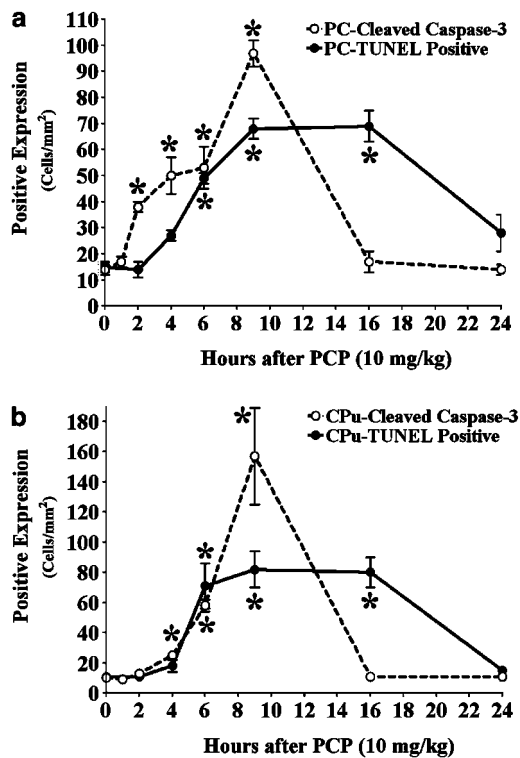 a
PC-Cleaved Caspase-3
PC-TUNEL Positive
Positive Expression
(Cells/mm²)
110
100
90
80
70
60
50
40
30
20
10
0
0 2 4 6 8 10 12 14 16 18 20 22 24
Hours after PCP (10 mg/kg)
* * * * * * *
b
CPu-Cleaved Caspase-3
CPu-TUNEL Positive
Positive Expression
(Cells/mm²)
180
160
140
120
100
80
60
40
20
0
0 2 4 6 8 10 12 14 16 18 20 22 24
Hours after PCP (10 mg/kg)
* * * * * *